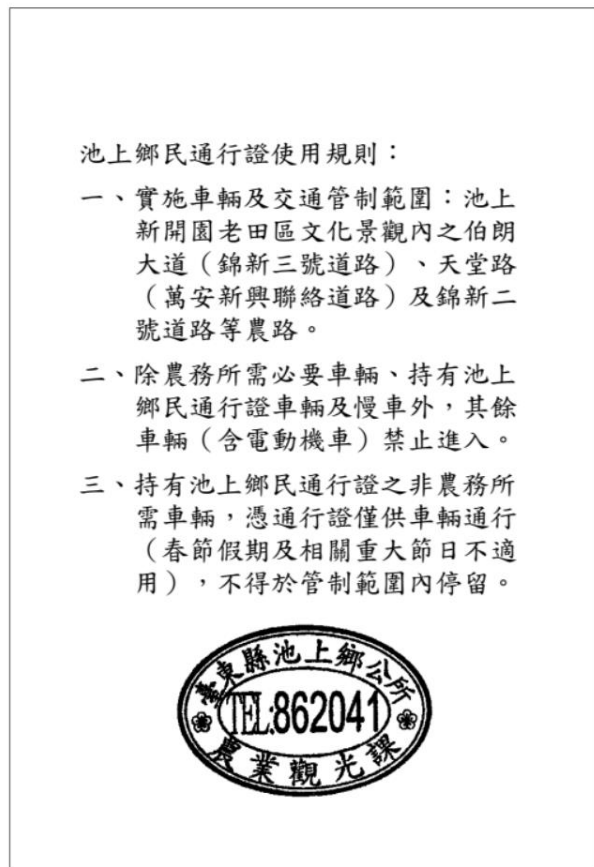 池上鄉民通行證使用規則：
一、實施車輛及交通管制範圍：池上
新開園老田區文化景觀內之伯朗
大道（錦新三號道路）、天堂路
（萬安新興聯絡道路）及錦新二
號道路等農路。
二、除農務所需必要車輛、持有池上
鄉民通行證車輛及慢車外，其餘
車輛（含電動機車）禁止進入。
三、持有池上鄉民通行證之非農務所
需車輛，憑通行證僅供車輛通行
（春節假期及相關重大節日不適
用），不得於管制範圍內停留。
臺東縣池上鄉公所
TEL:862041
農業觀光課